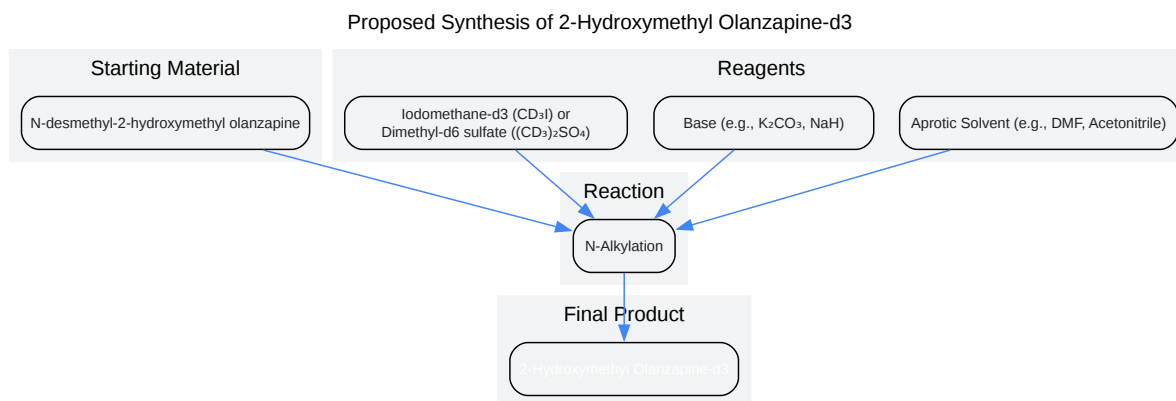 Proposed Synthesis of 2-Hydroxymethyl Olanzapine-d3
Starting Material
Reagents
N-desmethyl-2-hydroxymethyl olanzapine
Iodomethane-d3 (CD₃I) or
Dimethyl-d6 sulfate ((CD₃)₂SO₄)
Base (e.g., K₂CO₃, NaH)
Aprotic Solvent (e.g., DMF, Acetonitrile)
Reaction
N-Alkylation
Final Product
2-Hydroxymethyl Olanzapine-d3